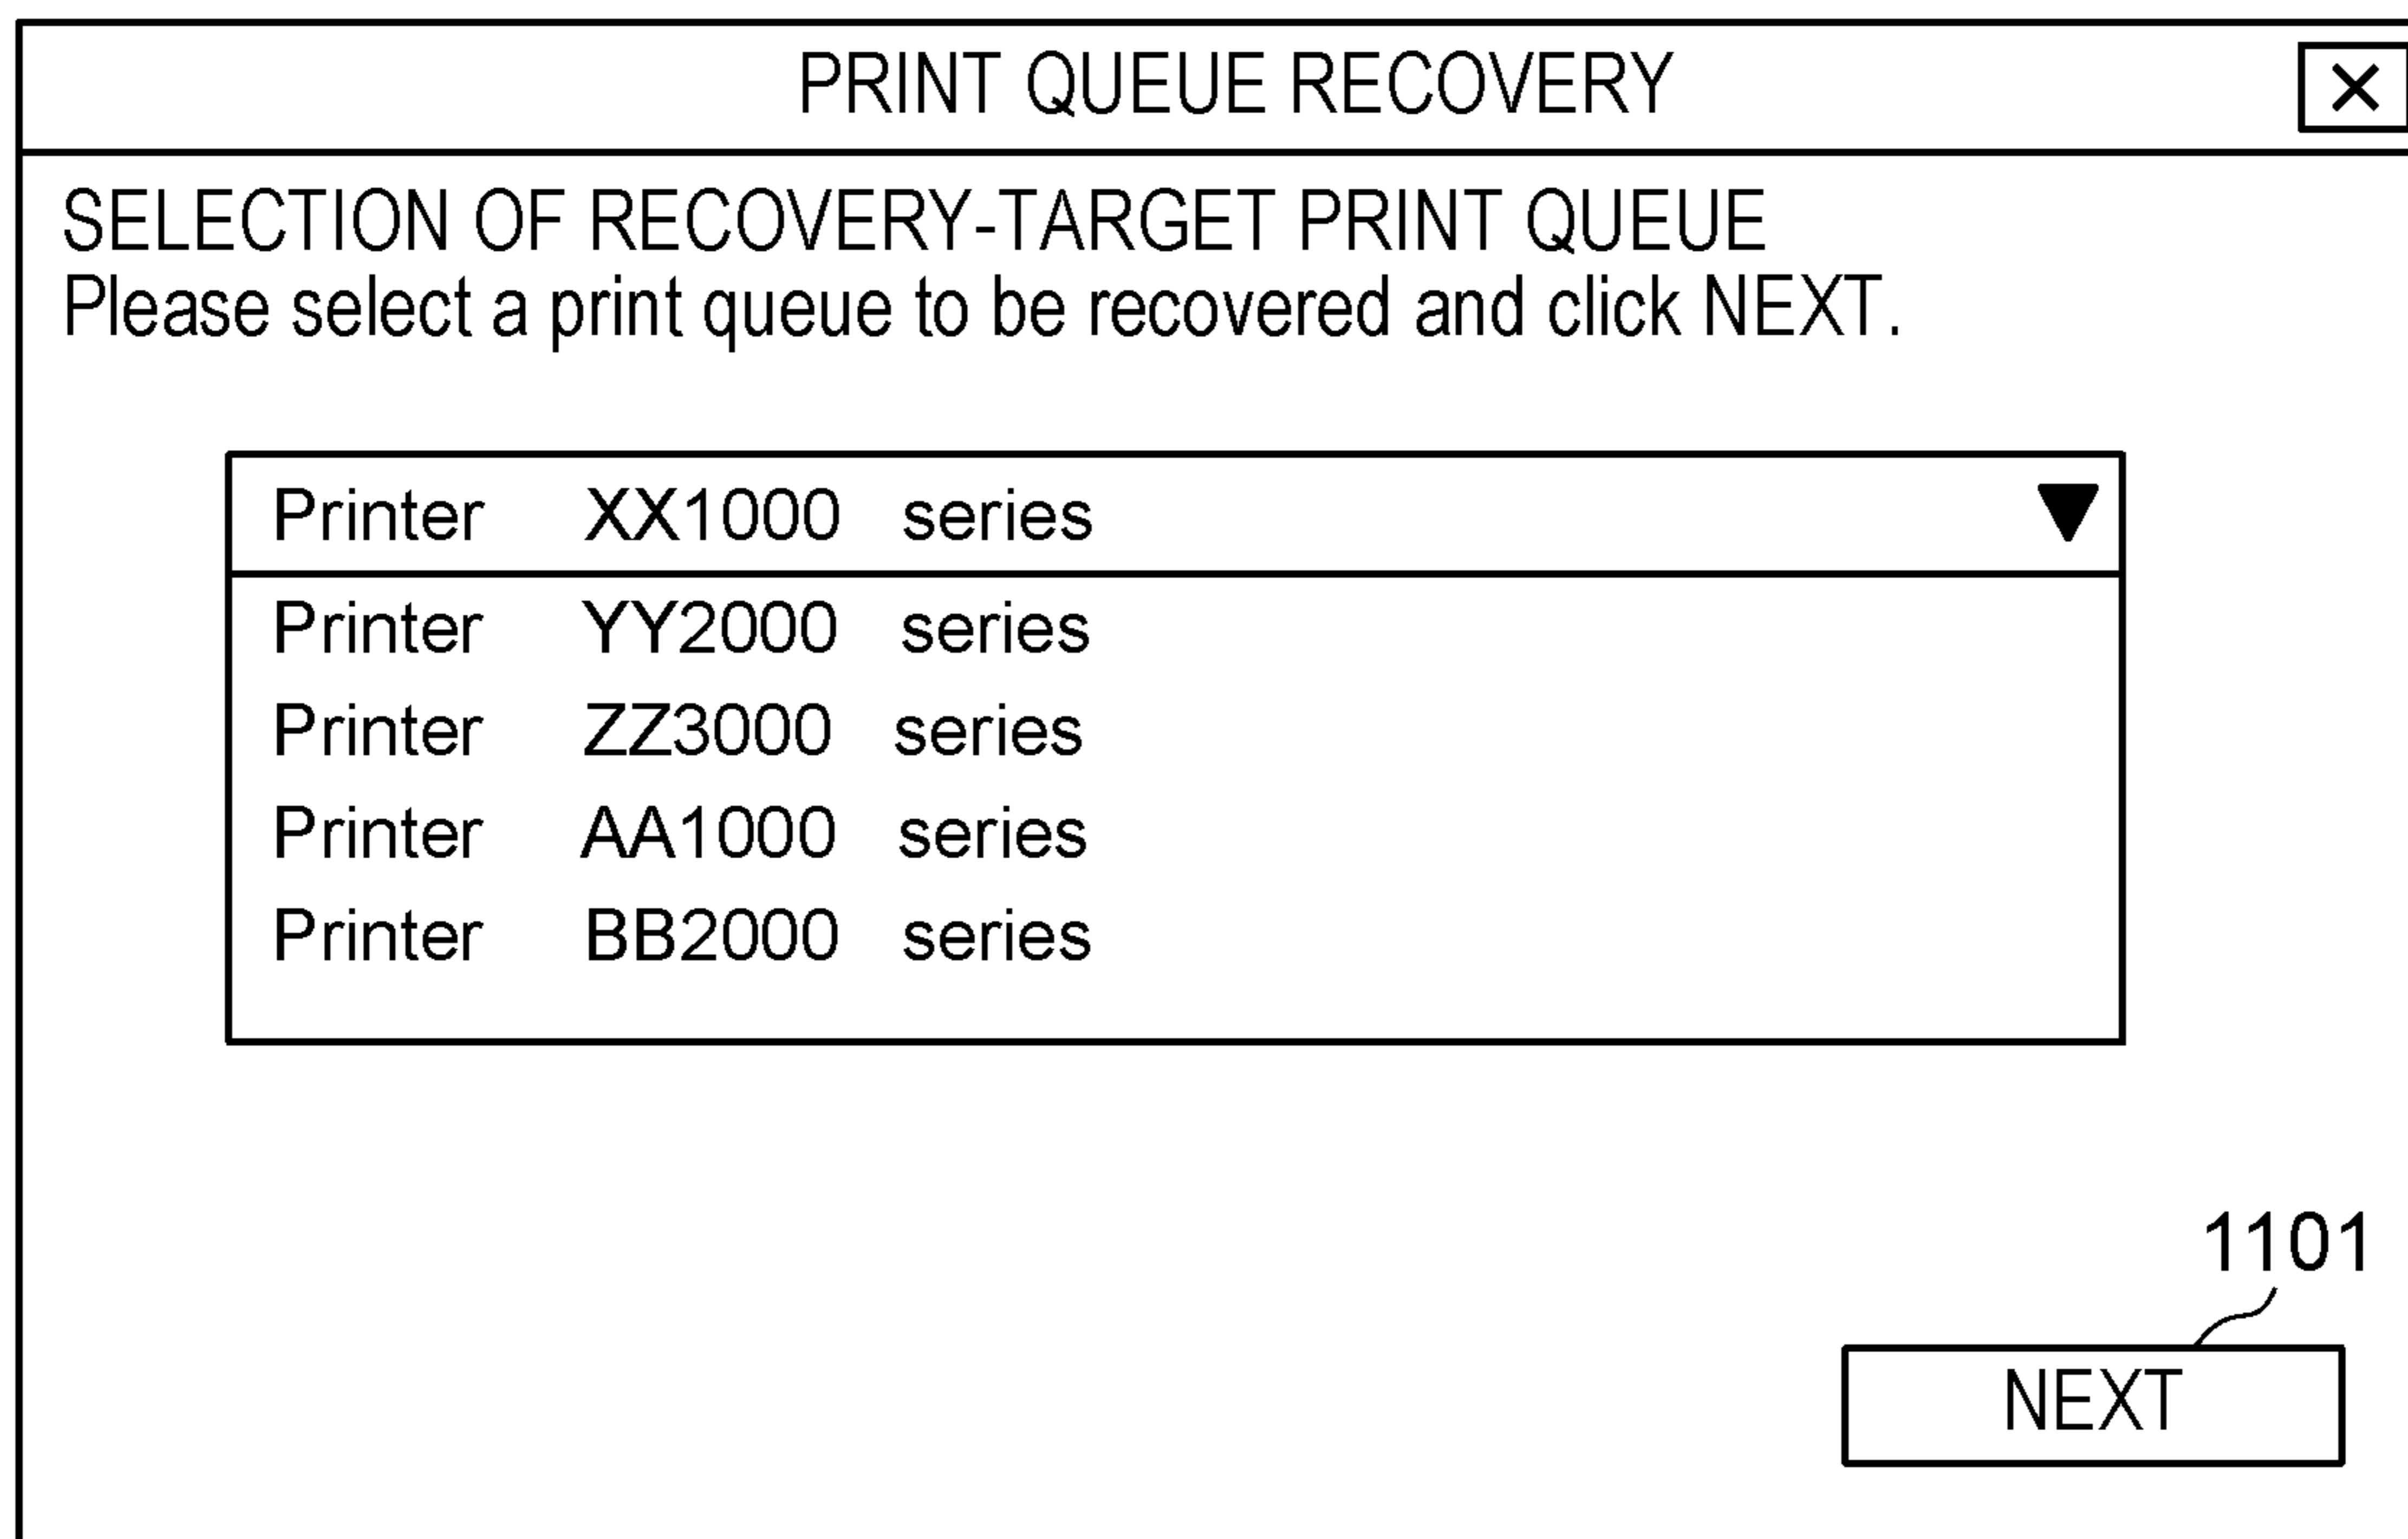 PRINT QUEUE RECOVERY
SELECTION OF RECOVERY-TARGET PRINT QUEUE
Please select a print queue to be recovered and click NEXT.
Printer XX1000 series
Printer YY2000 series
Printer ZZ3000 series
Printer AA1000 series
Printer BB2000 series
1101
NEXT